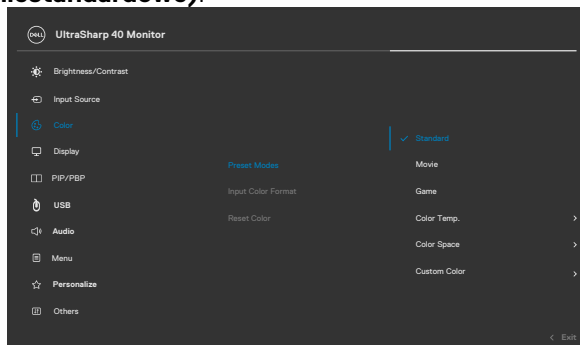 DELL UltraSharp 40 Monitor
Brightness/Contrast
Input Source
Color
Display
PIP/PBP
USB
Audio
Menu
Personalize
Others
Preset Modes
Input Color Format
Reset Color
Standard
Movie
Game
Color Temp.
Color Space
Custom Color
Exit